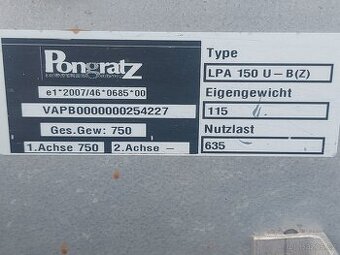 Pongratz
e1*2007/46*0685*00
VAPB0000000254227
Ges.Gew: 750
1.Achse 750 2.Achse –
Type
LPA 150 U–B(Z)
Eigengewicht
115
Nutzlast
635